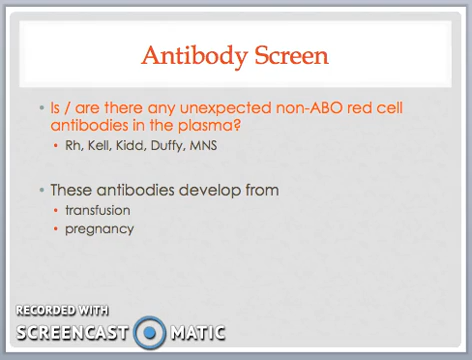 Antibody Screen
• Is / are there any unexpected non-ABO red cell
antibodies in the plasma?
• Rh, Kell, Kidd, Duffy, MNS
• These antibodies develop from
• transfusion
• pregnancy
RECORDED WITH
SCREENCAST MATIC